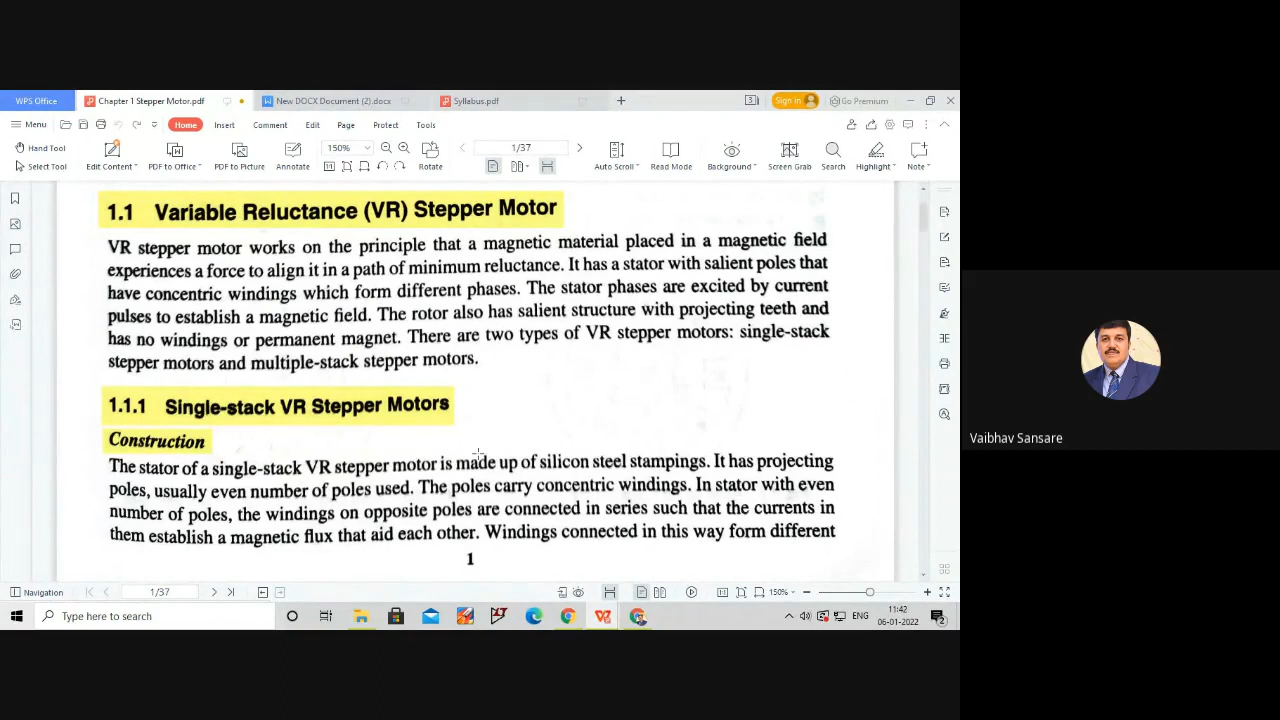 WPS Office
Chapter 1 Stepper Motor.pdf
New DOCX Document (2).docx
Syllabus.pdf
3
Sign in
Go Premium
Menu
Home
Insert
Comment
Edit
Page
Protect
Tools
Hand Tool
Select Tool
Edit Content
PDF to Office
PDF to Picture
Annotate
150%
Rotate
1/37
Auto Scroll
Read Mode
Background
Screen Grab
Search
Highlight
Note
1.1 Variable Reluctance (VR) Stepper Motor
VR stepper motor works on the principle that a magnetic material placed in a magnetic field
experiences a force to align it in a path of minimum reluctance. It has a stator with salient poles that
have concentric windings which form different phases. The stator phases are excited by current
pulses to establish a magnetic field. The rotor also has salient structure with projecting teeth and
has no windings or permanent magnet. There are two types of VR stepper motors: single-stack
stepper motors and multiple-stack stepper motors.
1.1.1 Single-stack VR Stepper Motors
Construction
The stator of a single-stack VR stepper motor is made up of silicon steel stampings. It has projecting
poles, usually even number of poles used. The poles carry concentric windings. In stator with even
number of poles, the windings on opposite poles are connected in series such that the currents in
them establish a magnetic flux that aid each other. Windings connected in this way form different
1
Navigation
1/37
150%
Type here to search
ENG
11:42
06-01-2022
2
Vaibhav Sansare